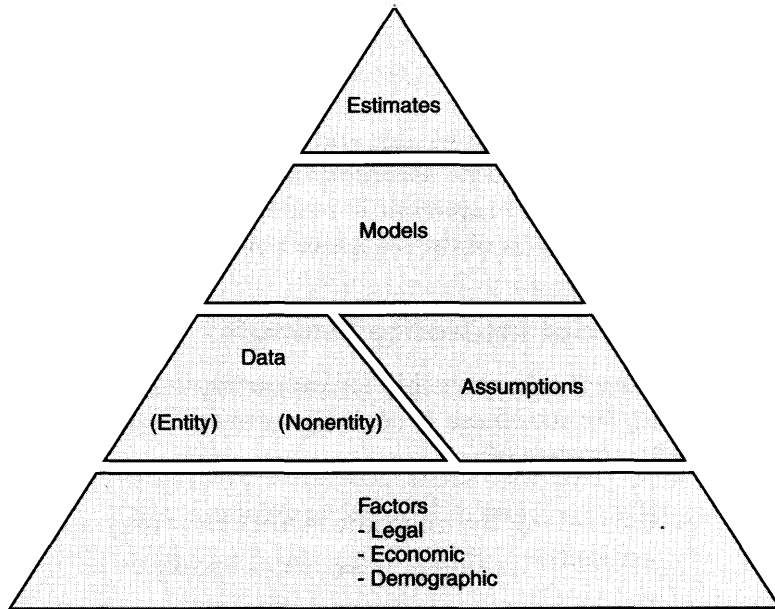 Estimates
Models
Data
(Entity) (Nonentity)
Assumptions
Factors
- Legal
- Economic
- Demographic